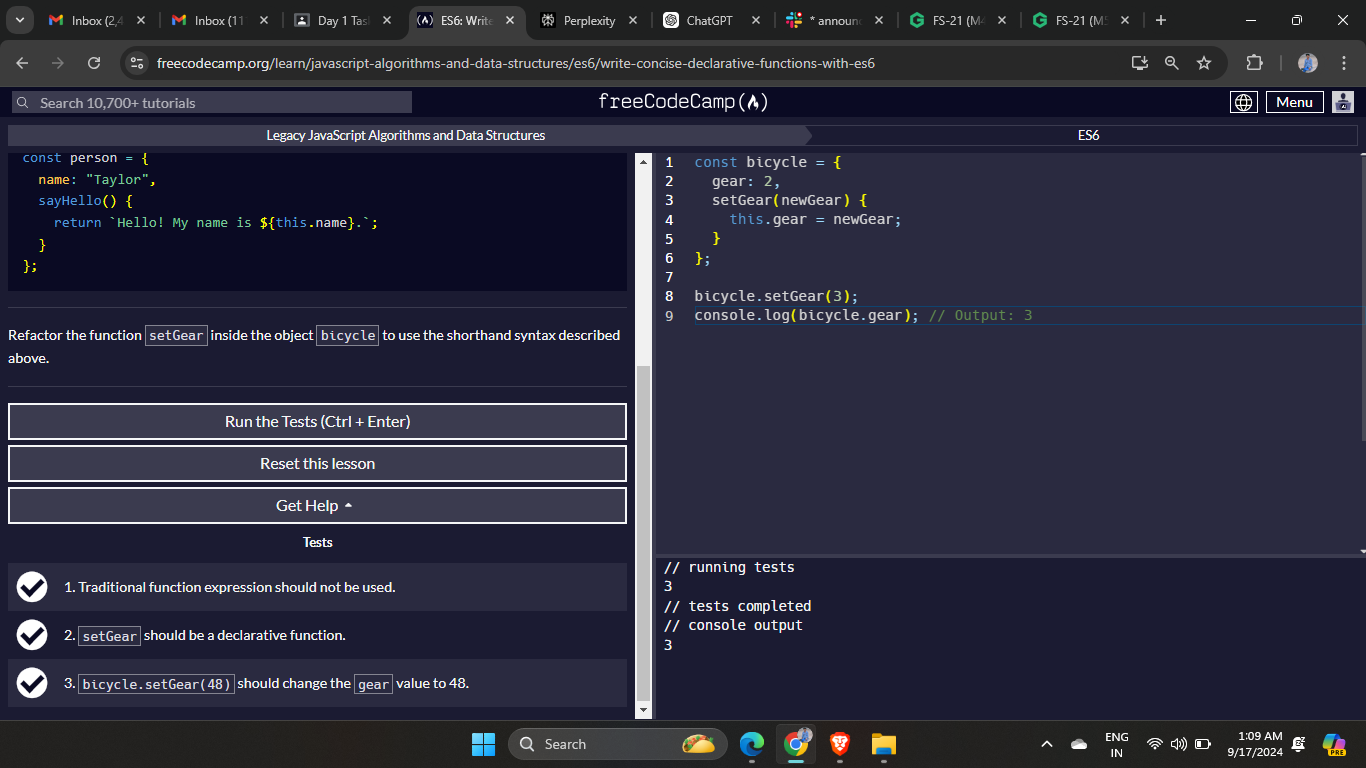 Inbox (2,4
Inbox (11
Day 1 Tas
ES6: Write
Perplexity
ChatGPT
* announ
FS-21 (M4
FS-21 (M5
freecodecamp.org/learn/javascript-algorithms-and-data-structures/es6/write-concise-declarative-functions-with-es6
Search 10,700+ tutorials
freeCodeCamp
Menu
Legacy JavaScript Algorithms and Data Structures
ES6
const person = {
name: "Taylor",
sayHello() {
return `Hello! My name is ${this.name}.`;
}
};
Refactor the function setGear inside the object bicycle to use the shorthand syntax described
above.
Run the Tests (Ctrl + Enter)
Reset this lesson
Get Help
Tests
1. Traditional function expression should not be used.
2. setGear should be a declarative function.
3. bicycle.setGear(48) should change the gear value to 48.
1 const bicycle = {
2 gear: 2,
3 setGear(newGear) {
4 this.gear = newGear;
5 }
6 };
7
8 bicycle.setGear(3);
9 console.log(bicycle.gear); // Output: 3
// running tests
3
// tests completed
// console output
3
Search
ENG
IN
1:09 AM
9/17/2024
PRE